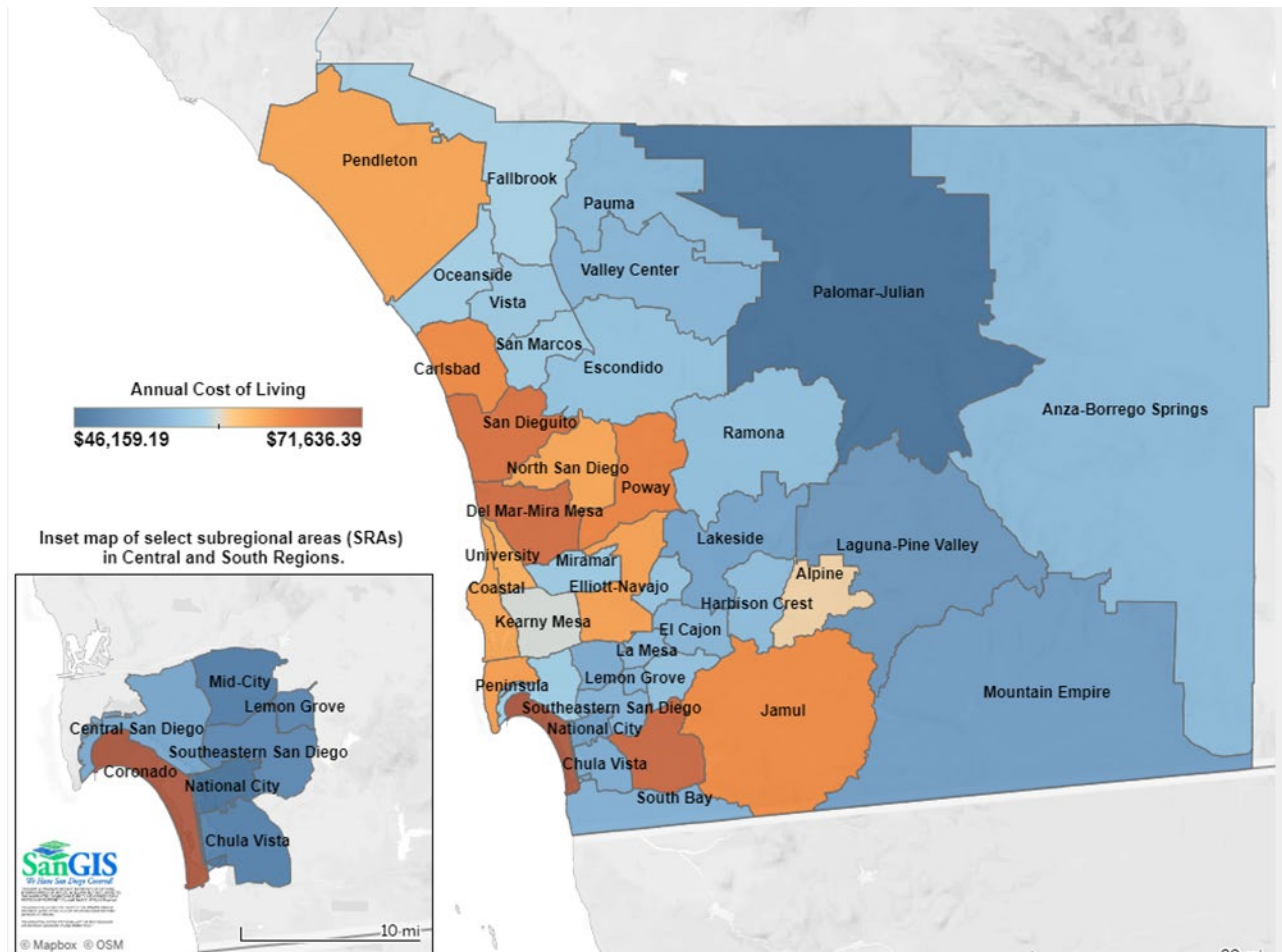 Pendleton
Fallbrook
Pauma
Oceanside
Valley Center
Vista
Palomar-Julian
San Marcos
Carlsbad
Escondido
Annual Cost of Living
$46,159.19 $71,636.39
San Dieguito
Anza-Borrego Springs
Ramona
North San Diego
Poway
Del Mar-Mira Mesa
Inset map of select subregional areas (SRAs)
in Central and South Regions.
Lakeside
Laguna-Pine Valley
University
Miramar
Alpine
Coastal
Elliott-Navajo
Harbison Crest
Kearny Mesa
El Cajon
La Mesa
Lemon Grove
Peninsula
Mountain Empire
Southeastern San Diego
Jamul
National City
Chula Vista
South Bay
Mid-City
Lemon Grove
Central San Diego
Southeastern San Diego
Coronado
National City
Chula Vista
SanGIS
We Have San Diego Covered!
10 mi
© Mapbox © OSM